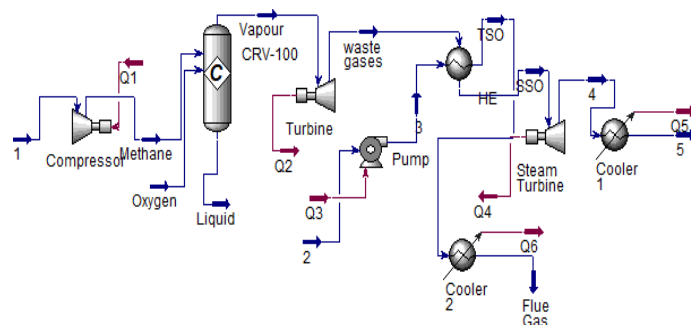 Vapour
CRV-100
waste
gases
TSO
Q1
C
SSO
4
HE
Turbine
3
Q5
1
Compressor
Methane
Pump
Steam
Turbine
Cooler
1
5
Q2
Oxygen
Liquid
Q3
Q4
2
Q6
Cooler
2
Flue
Gas